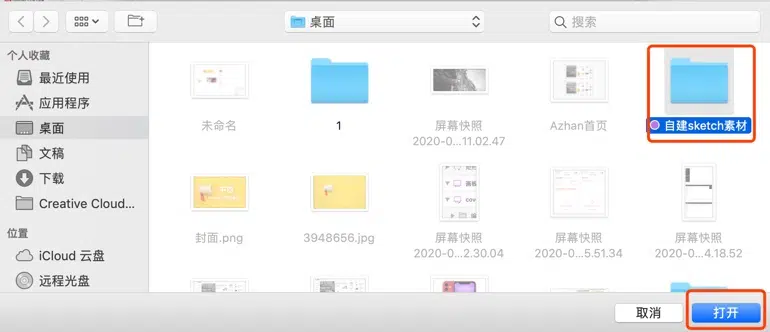 桌面
搜索
个人收藏
最近使用
应用程序
桌面
文稿
下载
Creative Cloud...
位置
iCloud 云盘
远程光盘
未命名
1
屏幕快照
2020-0...11.02.47
Azhan首页
自建sketch素材
封面.png
3948656.jpg
屏幕快照
2020-0...2.30.04
屏幕快照
2020-0...5.51.34
屏幕快照
2020-0...4.18.52
取消
打开